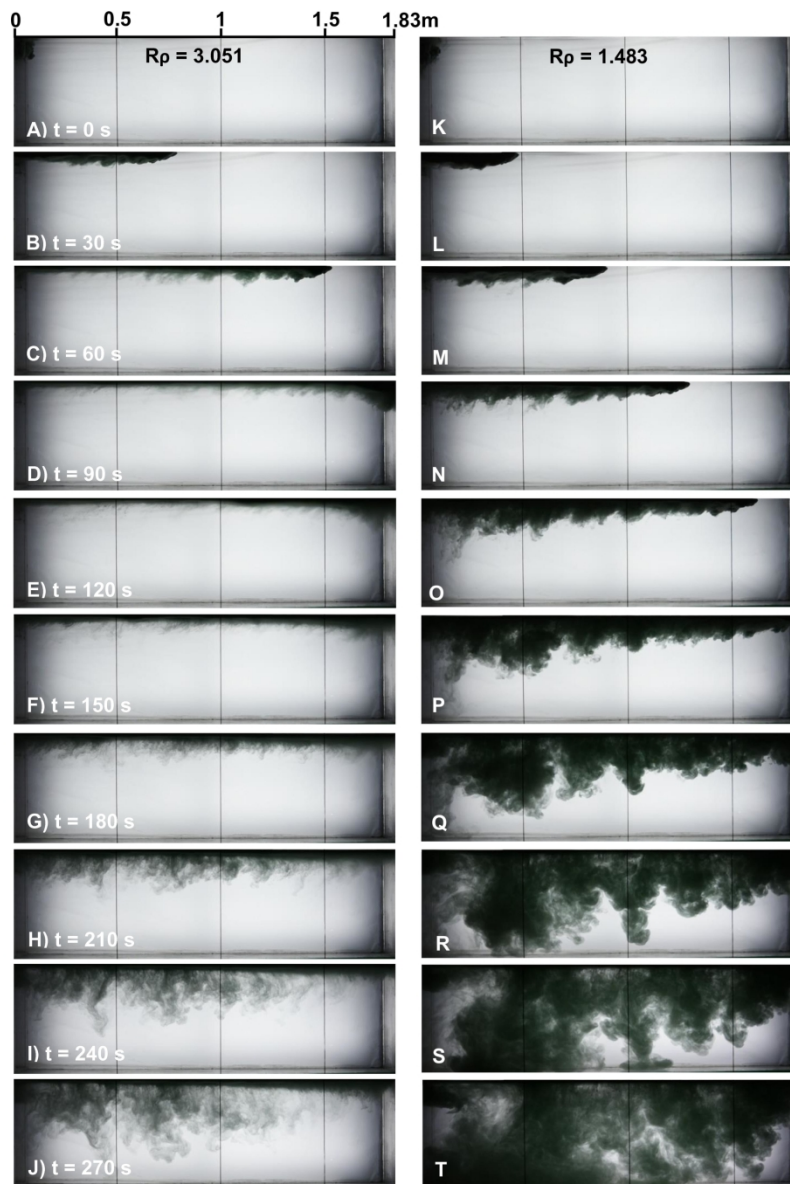 0 0.5 1 1.5 1.83m
Rρ = 3.051
A) t = 0 s
B) t = 30 s
C) t = 60 s
D) t = 90 s
E) t = 120 s
F) t = 150 s
G) t = 180 s
H) t = 210 s
I) t = 240 s
J) t = 270 s
Rρ = 1.483
K
L
M
N
O
P
Q
R
S
T